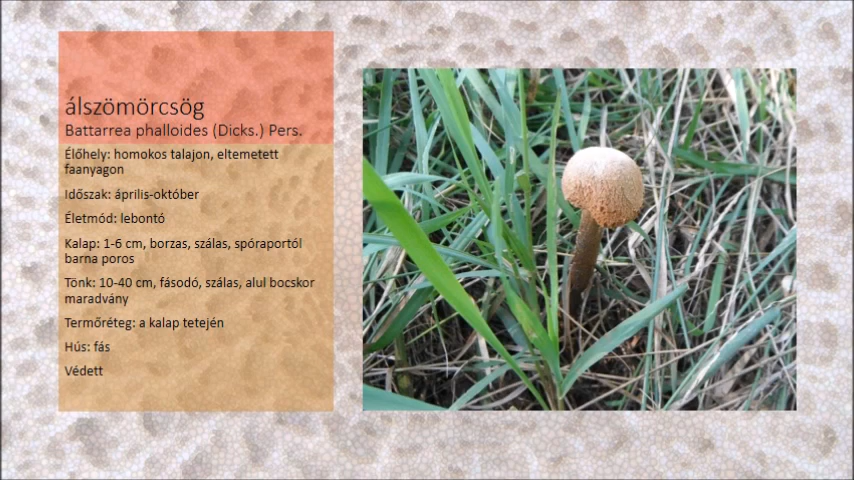 álszömörcsög
Battarrea phalloides (Dicks.) Pers.
Élőhely: homokos talajon, eltemetett
faanyagon
Időszak: április-október
Életmód: lebontó
Kalap: 1-6 cm, borzas, szálas, spóraportól
barna poros
Tönk: 10-40 cm, fásodó, szálas, alul bocskor
maradvány
Termőréteg: a kalap tetején
Hús: fás
Védett